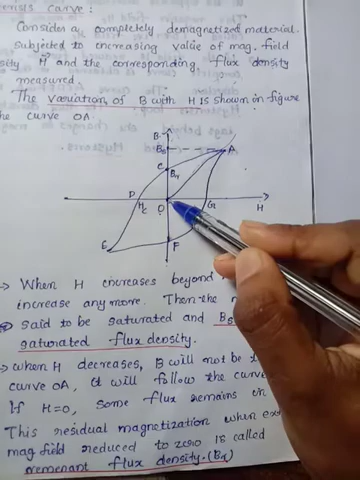 Curve:
Consider a completely demagnetized material
subjected to increasing value of mag. field
H and the corresponding flux density
measured.
The variation of B with H is shown in figure
the curve OA.
B
Bs
A
C
Br
D
Hc
O
G
H
E
F
→ When H increases beyond
increase any more. Then the
said to be saturated and Bs
saturated flux density.
→ When H decreases, B will not be
curve OA, it will follow the curve
If H=0, some flux remains in
This residual magnetization when
mag field reduced to zero is called
remenant flux density. (Br)